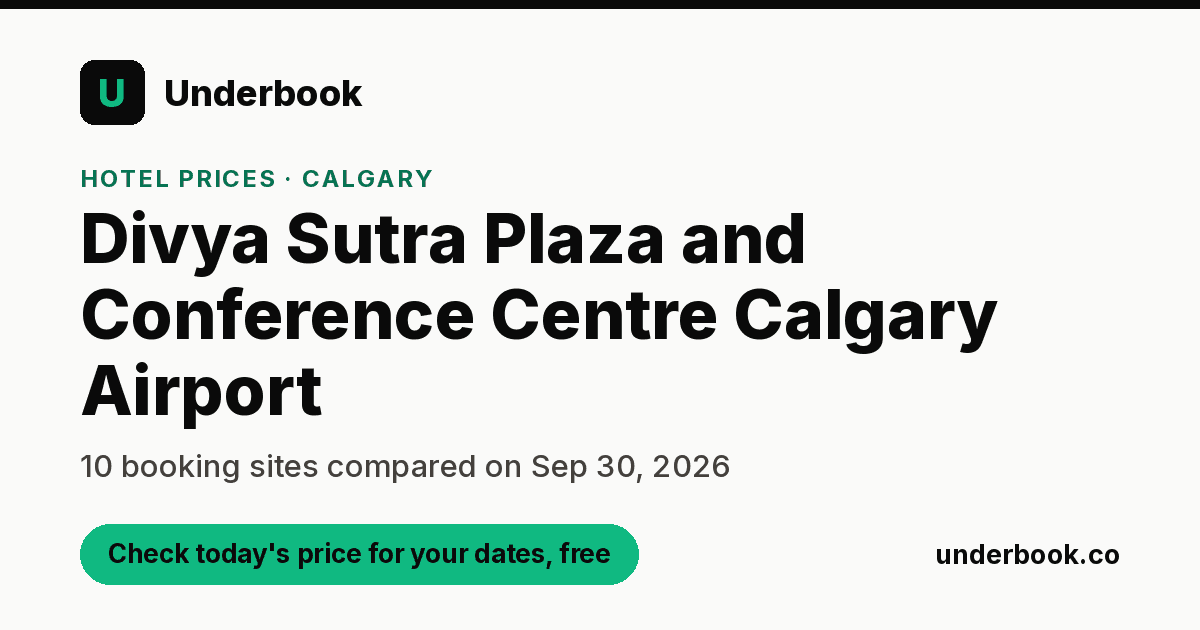 U Underbook
HOTEL PRICES · CALGARY
Divya Sutra Plaza and
Conference Centre Calgary
Airport
10 booking sites compared on Sep 30, 2026
Check today's price for your dates, free
underbook.co